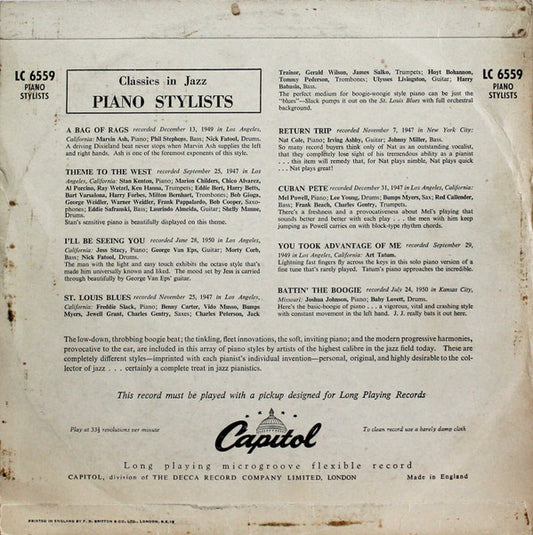 LC 6559
PIANO
STYLISTS
Classics in Jazz
PIANO STYLISTS
A BAG OF RAGS recorded December 13, 1949 in Los Angeles,
California: Marvin Ash, Piano; Phil Stephens, Bass; Nick Fatool, Drums.
A driving Dixieland beat never stops when Marvin Ash supplies the
left and right hands. Ash is one of the foremost exponents of this style.
THEME TO THE WEST recorded September 25, 1947 in Los
Angeles, California: Stan Kenton, Piano; Marion Childers, Chico Alvarez,
Al Porcino, Ray Wetzel, Ken Hanna, Trumpets; Eddie Bert, Harry Betts,
Bart Varsalona, Harry Forbes, Milton Bernhart, Trombones; Bob Gioga,
George Weidler, Warner Weidler, Frank Pappalardo, Bob Cooper, Saxo-
phones; Eddie Safranski, Bass; Laurindo Almeida, Guitar; Shelly Manne,
Drums.
Stan's sensitive piano is beautifully displayed on this theme.
I'LL BE SEEING YOU recorded June 28, 1950 in Los Angeles,
California: Jess Stacy, Piano; George Van Eps, Guitar; Morty Corb,
Bass; Nick Fatool, Drums.
The man with the light and easy touch exhibits the octave style that's
made him universally known and liked. The mood set by Jess is carried
through beautifully by George Van Eps' guitar.
ST. LOUIS BLUES recorded November 25, 1947 in Los Angeles,
California: Freddie Slack, Piano; Benny Carter, Vido Musso, Bumps
Myers, Jewell Grant, Charles Gentry, Saxes; Charles Peterson, Jack
Trainor, Gerald Wilson, James Salko, Trumpets; Hoyt Bohannon,
Tommy Pederson, Trombones; Ulysses Livingston, Guitar; Harry
Babasin, Bass.
The perfect medium for boogie-woogie style piano can be just the
"blues"—Slack pumps it out on the St. Louis Blues with full orchestral
background.
RETURN TRIP recorded November 7, 1947 in New York City:
Nat Cole, Piano; Irving Ashby, Guitar; Johnny Miller, Bass.
So many record buyers think only of Nat as an outstanding vocalist,
that they completely lose sight of his tremendous ability as a pianist
. . . this item will remedy that, for Nat plays nimble, Nat plays quick
. . . Nat plays great!
CUBAN PETE recorded December 31, 1947 in Los Angeles, California:
Mel Powell, Piano; Lee Young, Drums; Bumps Myers, Sax; Red Callender,
Bass; Frank Beach, Charles Gentry, Trumpets.
There's a freshness and a provocativeness about Mel's playing that
sounds better and better with each play . . . the men with him keep
jumping as Powell carries on with block-type rhythm chords.
YOU TOOK ADVANTAGE OF ME recorded September 29,
1949 in Los Angeles, California: Art Tatum.
Lightning fast fingers fly across the keys in this solo piano version of a
fine tune that's rarely played. Tatum's piano approaches the incredible.
BATTIN' THE BOOGIE recorded July 24, 1950 in Kansas City,
Missouri: Joshua Johnson, Piano; Baby Lovett, Drums.
Here's the basic-boogie of piano . . . a vigorous, vital and crashing style
with constant movement in the left hand. J. J. really bats it out here.
LC 6559
PIANO
STYLISTS
The low-down, throbbing boogie beat; the tinkling, fleet innovations, the soft, inviting piano; and the modern progressive harmonies,
provocative to the ear, are included in this array of piano styles by artists of the highest calibre in the jazz field today. These are
completely different styles—imprinted with each pianist's individual invention—personal, original, and highly desirable to the col-
lector of jazz . . . certainly a complete treat in jazz pianistics.
This record must be played with a pickup designed for Long Playing Records
Play at 33⅓ revolutions per minute
Capitol
To clean record use a barely damp cloth
Long playing microgroove flexible record
CAPITOL, division of THE DECCA RECORD COMPANY LIMITED, LONDON
Made in England
PRINTED IN ENGLAND BY F. D. BRITTEN & CO. LTD., LONDON, S.E.18